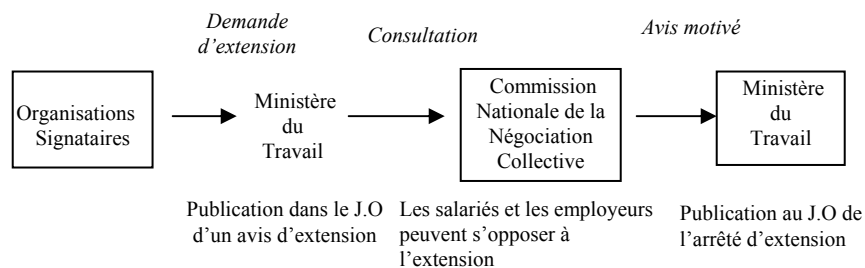 Demande
d’extension
Consultation
Avis motivé
Organisations
Signataires
Ministère
du
Travail
Commission
Nationale de la
Négociation
Collective
Ministère
du
Travail
Publication dans le J.O
d’un avis d’extension
Les salariés et les employeurs
peuvent s’opposer à
l’extension
Publication au J.O de
l’arrêté d’extension